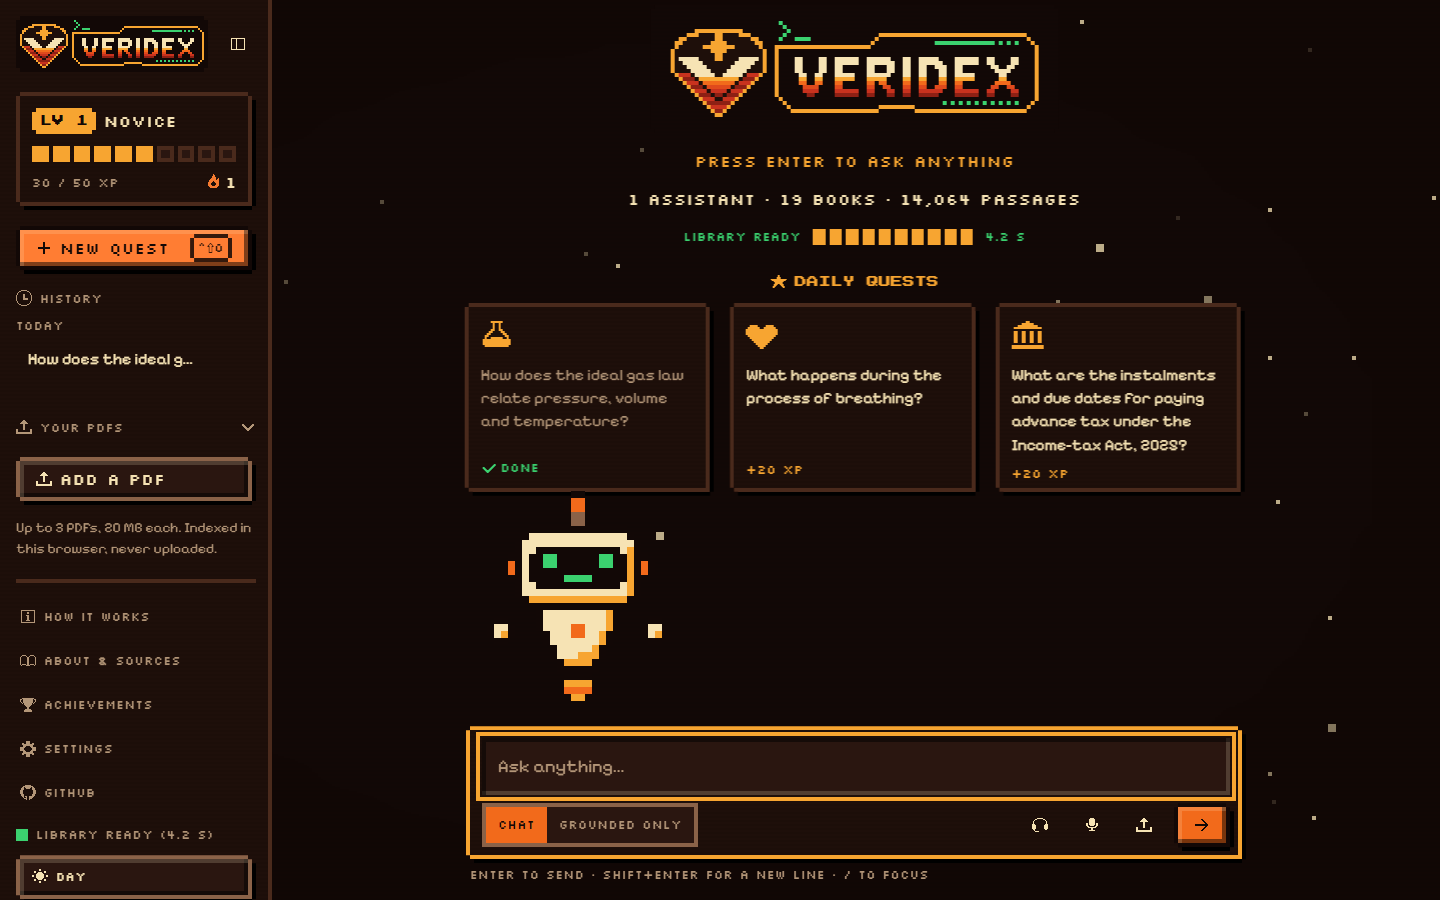 VERIDEX
LV 1 NOVICE
30 / 50 XP
1
+ NEW QUEST ^⇧O
HISTORY
TODAY
How does the ideal g...
YOUR PDFS
ADD A PDF
Up to 3 PDFs, 20 MB each. Indexed in
this browser, never uploaded.
HOW IT WORKS
ABOUT & SOURCES
ACHIEVEMENTS
SETTINGS
GITHUB
LIBRARY READY (4.2 S)
DAY
VERIDEX
PRESS ENTER TO ASK ANYTHING
1 ASSISTANT · 19 BOOKS · 14,064 PASSAGES
LIBRARY READY 4.2 S
★ DAILY QUESTS
How does the ideal gas law
relate pressure, volume
and temperature?
DONE
What happens during the
process of breathing?
+20 XP
What are the instalments
and due dates for paying
advance tax under the
Income-tax Act, 2025?
+20 XP
Ask anything...
CHAT GROUNDED ONLY
ENTER TO SEND · SHIFT+ENTER FOR A NEW LINE · / TO FOCUS